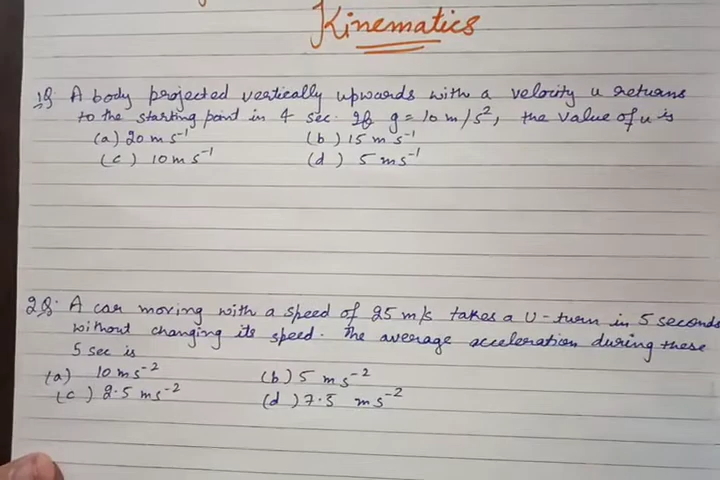 Kinematics
1Q A body projected vertically upwards with a velocity u returns
to the starting point in 4 sec. If g = 10 m/s², the value of u is
(a) 20 m s⁻¹ (b) 15 m s⁻¹
(c) 10 m s⁻¹ (d) 5 m s⁻¹
2Q. A car moving with a speed of 25 m/s takes a U-turn in 5 seconds
without changing its speed. The average acceleration during these
5 sec is
(a) 10 m s⁻² (b) 5 m s⁻²
(c) 2.5 m s⁻² (d) 7.5 m s⁻²